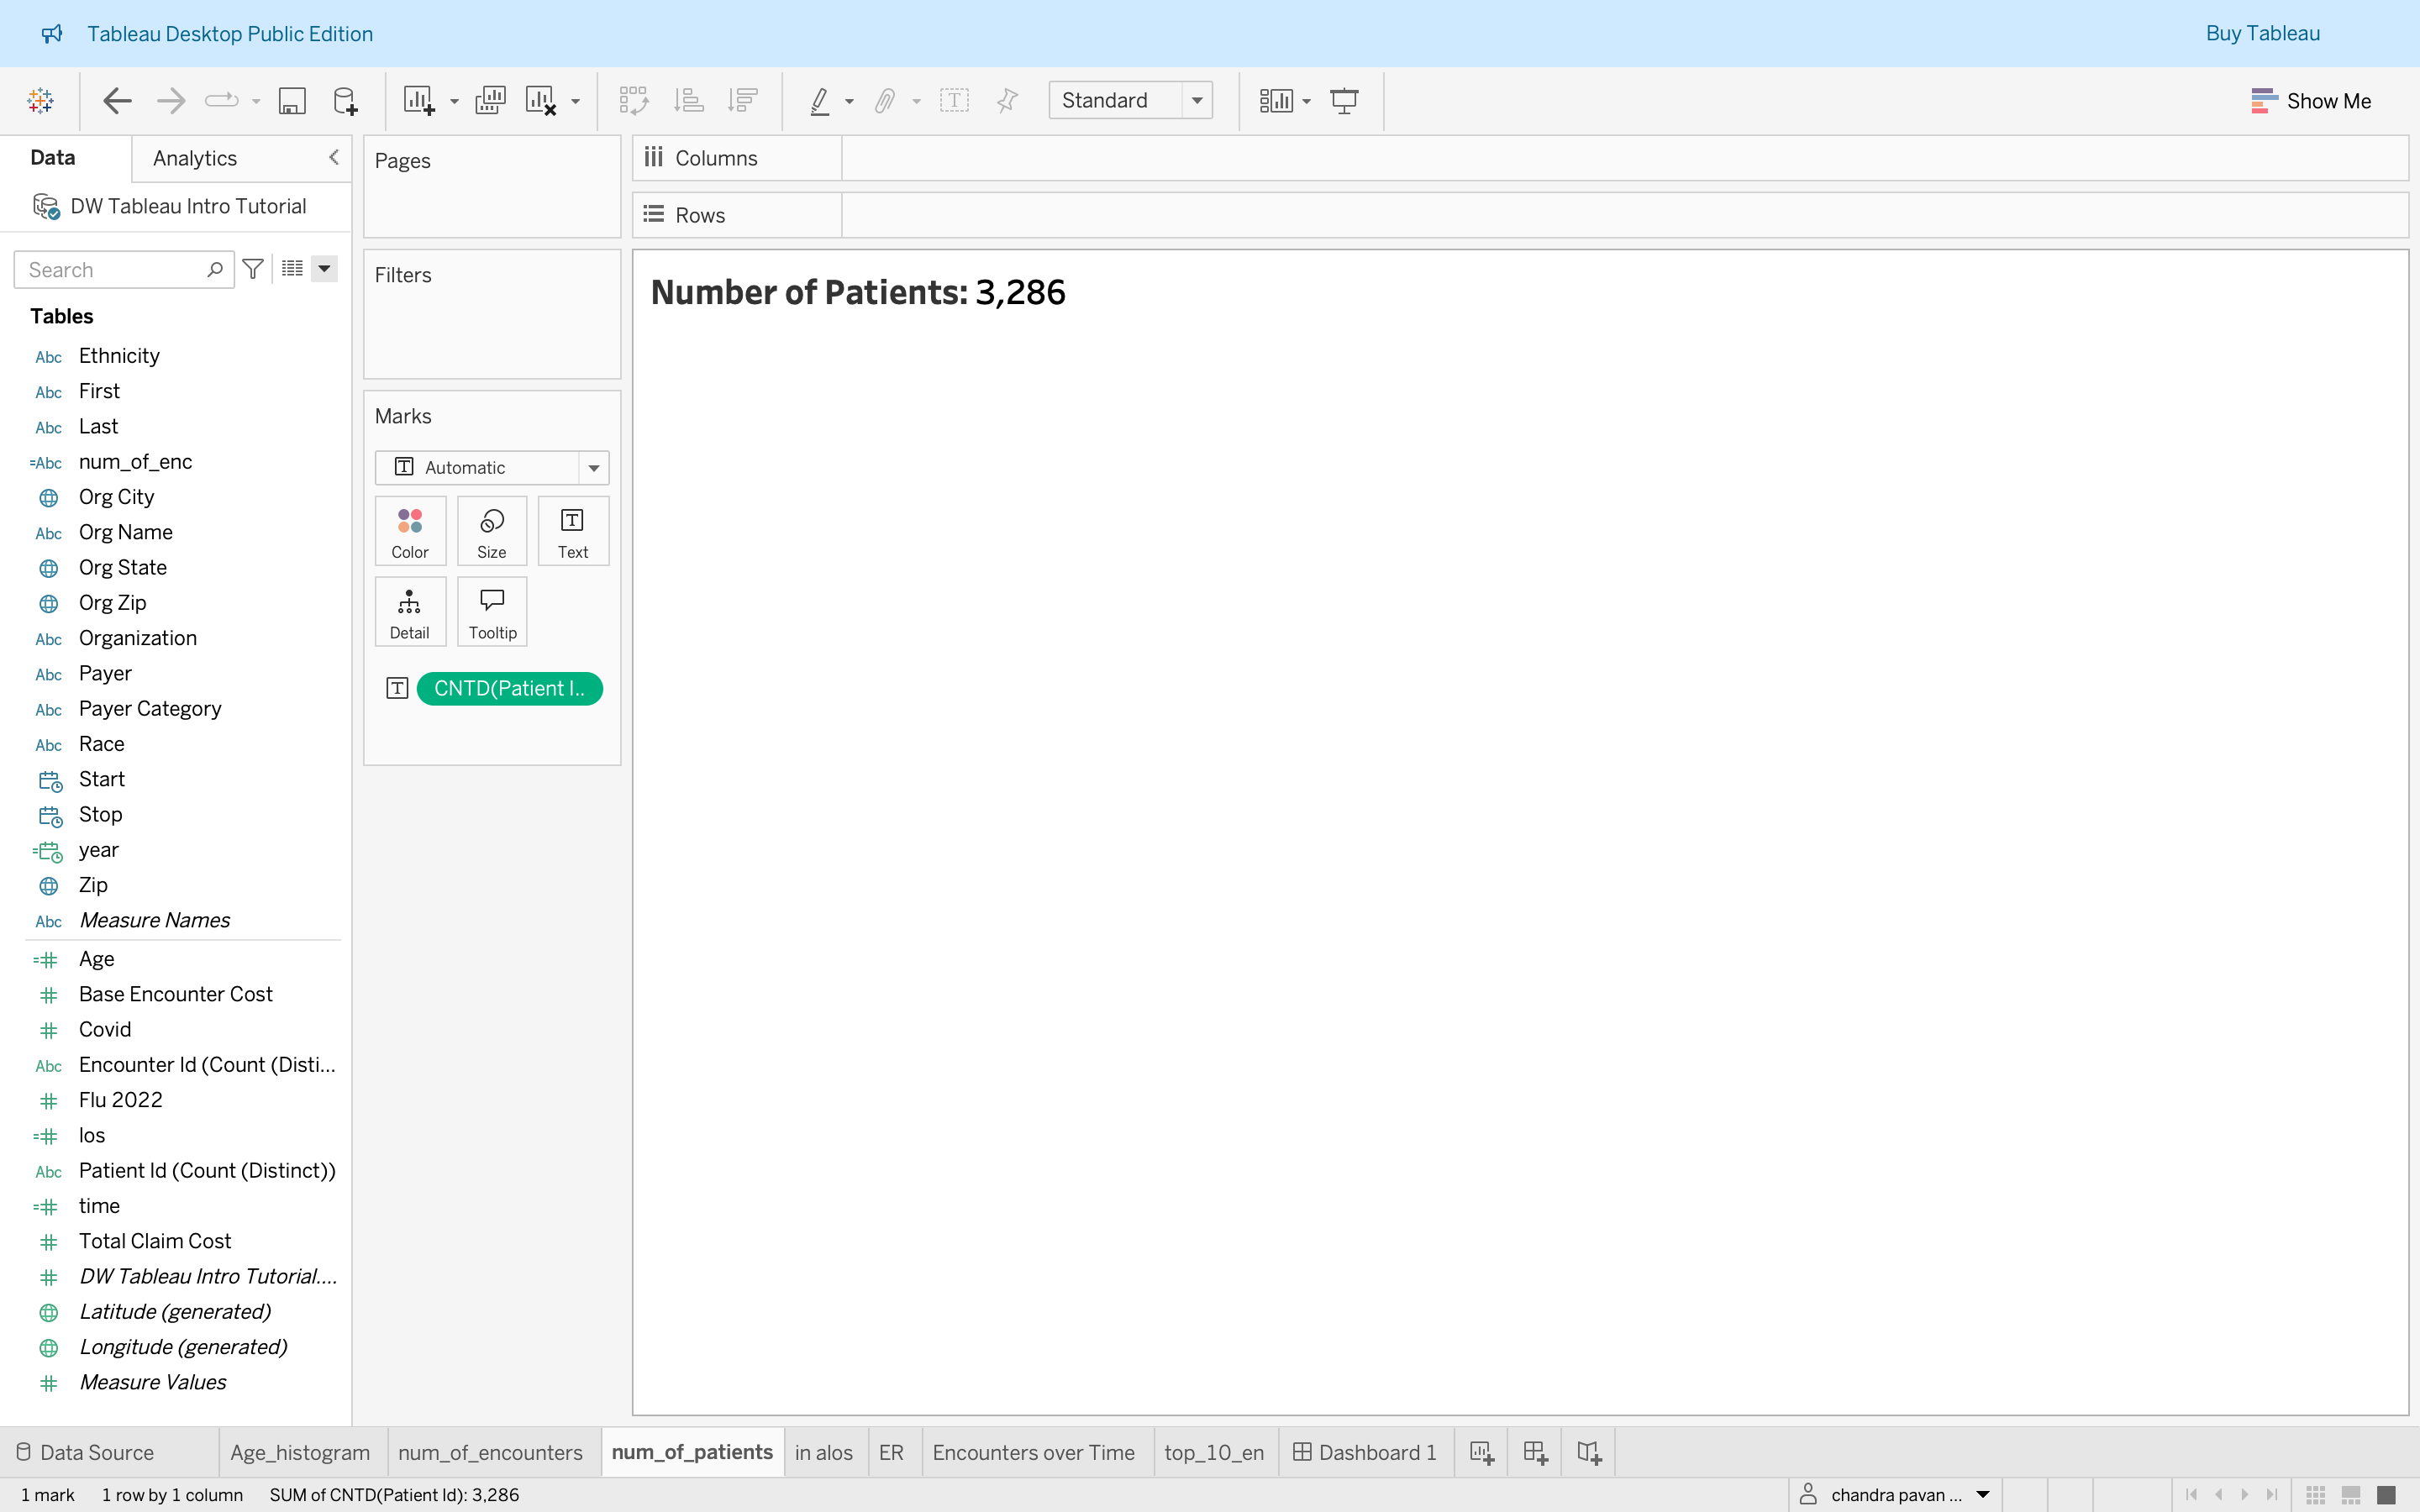 Tableau Desktop Public Edition
Buy Tableau
Standard
Show Me
Data
Analytics
DW Tableau Intro Tutorial
Search
Tables
Abc Ethnicity
Abc First
Abc Last
=Abc num_of_enc
Org City
Abc Org Name
Org State
Org Zip
Abc Organization
Abc Payer
Abc Payer Category
Abc Race
Start
Stop
year
Zip
Abc Measure Names
=# Age
# Base Encounter Cost
# Covid
Abc Encounter Id (Count (Disti...
# Flu 2022
=# los
Abc Patient Id (Count (Distinct))
=# time
# Total Claim Cost
# DW Tableau Intro Tutorial....
Latitude (generated)
Longitude (generated)
# Measure Values
Pages
Filters
Marks
T Automatic
Color
Size
T Text
Detail
Tooltip
T CNTD(Patient I..
Columns
Rows
Number of Patients: 3,286
Data Source
Age_histogram
num_of_encounters
num_of_patients
in alos
ER
Encounters over Time
top_10_en
Dashboard 1
1 mark
1 row by 1 column
SUM of CNTD(Patient Id): 3,286
chandra pavan ...